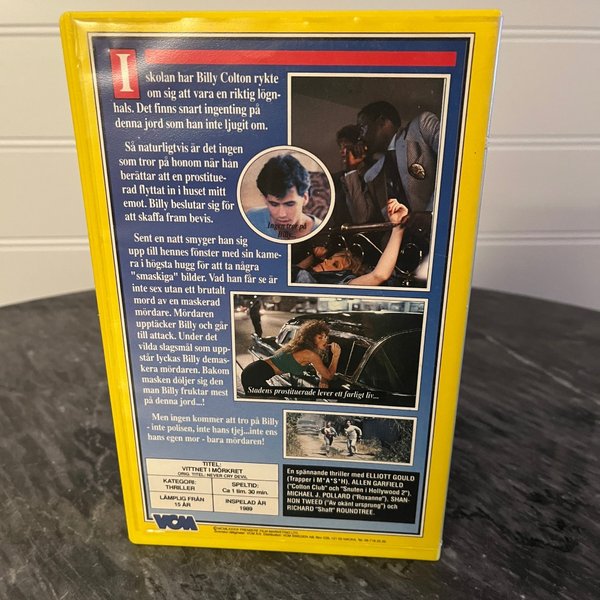 I skolan har Billy Colton rykte
om sig att vara en riktig lögn-
hals. Det finns snart ingenting på
denna jord som han inte ljugit om.
Så naturligtvis är det ingen
som tror på honom när han
berättar att en prostitue-
rad flyttat in i huset mitt
emot. Billy beslutar sig för
att skaffa fram bevis.
Sent en natt smyger han sig
upp till hennes fönster med sin kame-
ra i högsta hugg för att ta några
"smaskiga" bilder. Vad han får se är
inte sex utan ett brutalt
mord av en maskerad
mördare. Mördaren
upptäcker Billy och går
till attack. Under det
vilda slagsmål som upp-
står lyckas Billy demas-
kera mördaren. Bakom
masken döljer sig den
man Billy fruktar mest
på denna jord...!
Men ingen kommer att tro på Billy
- inte polisen, inte hans tjej...inte ens
hans egen mor - bara mördaren!
Ingen tror på
Billy...
Stadens prostituerade lever ett farligt liv...
TITEL:
VITTNET I MÖRKRET
ORIG. TITEL: NEVER CRY DEVIL
KATEGORI:
THRILLER
SPELTID:
Ca 1 tim. 30 min.
LÄMPLIG FRÅN
15 ÅR
INSPELAD ÅR
1989
En spännande thriller med ELLIOTT GOULD
(Trapper i M*A*S*H), ALLEN GARFIELD
("Cotton Club" och "Snuten i Hollywood 2"),
MICHAEL J. POLLARD ("Roxanne"), SHAN-
NON TWEED ("Av okänt ursprung") och
RICHARD "Shaft" ROUNDTREE.
VCM